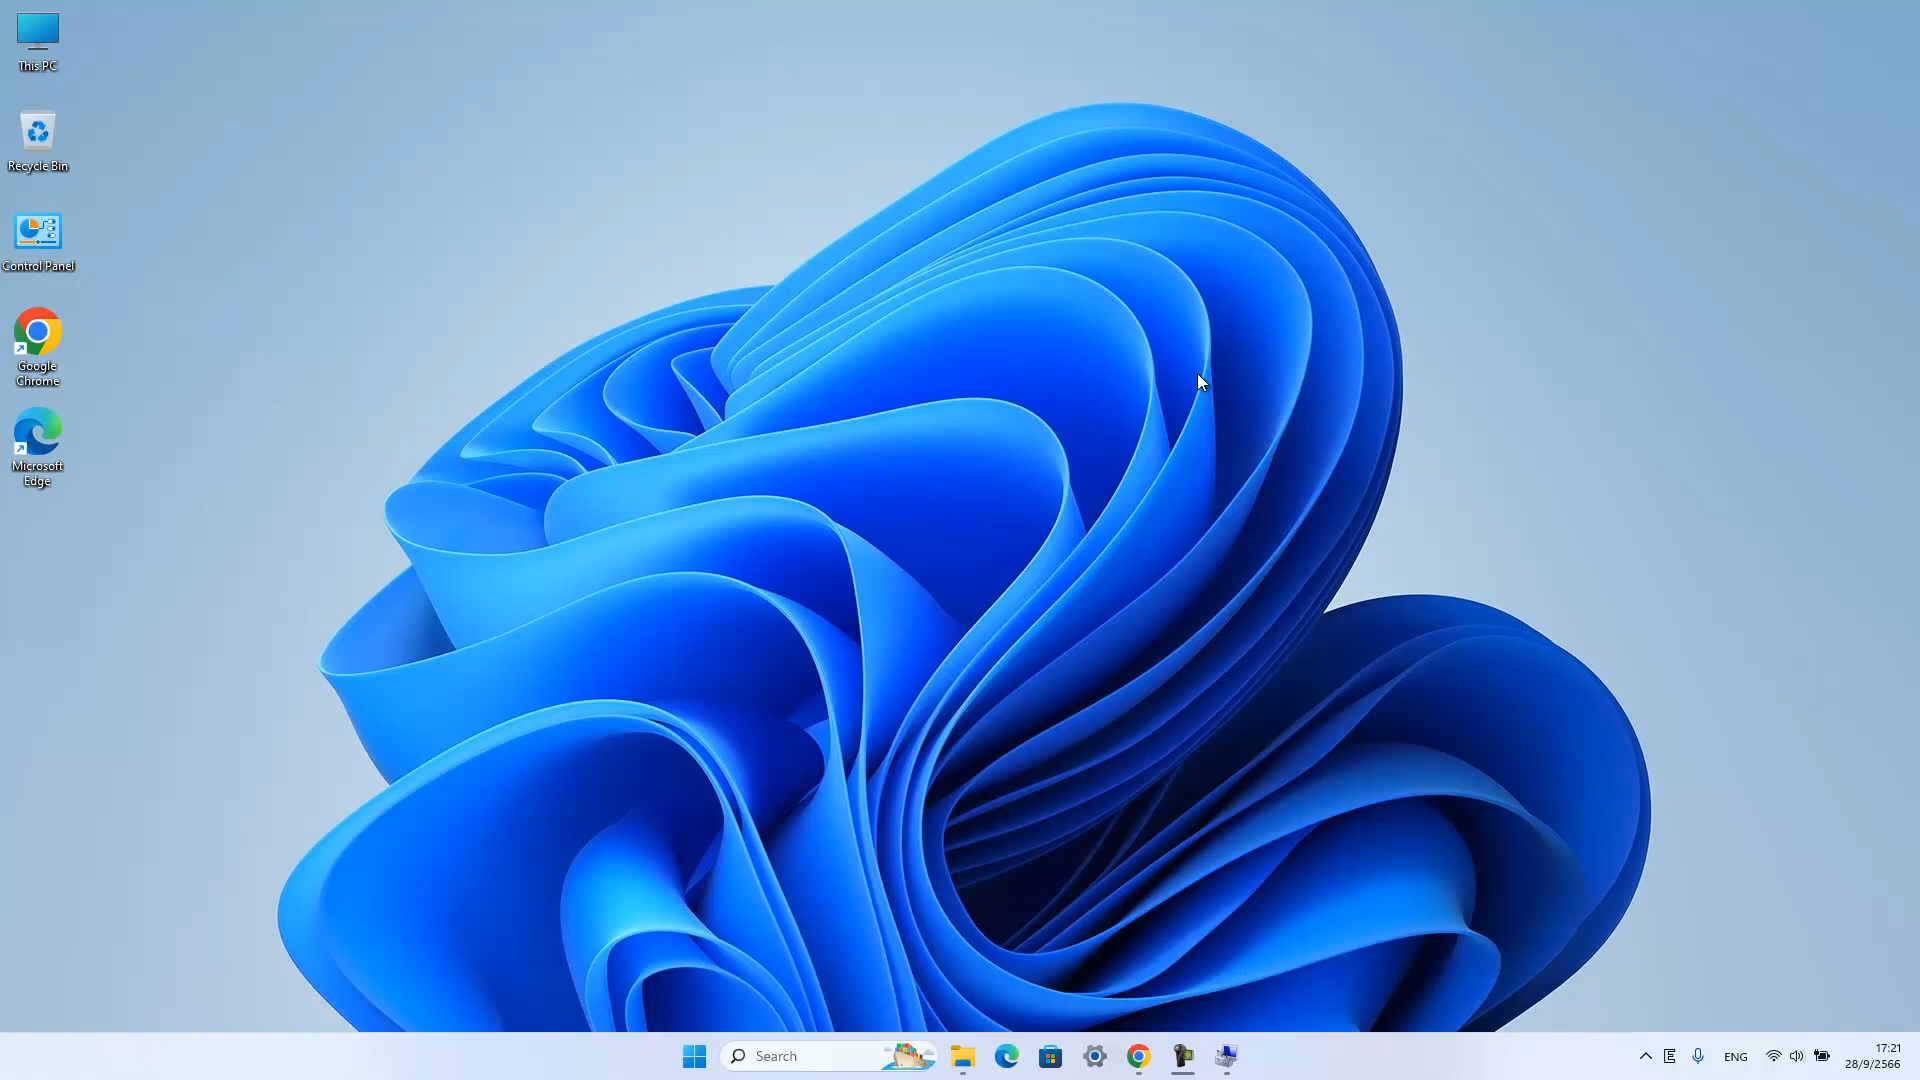 This PC
Recycle Bin
Control Panel
Google
Chrome
Microsoft
Edge
Search
ENG
17:21
28/9/2566